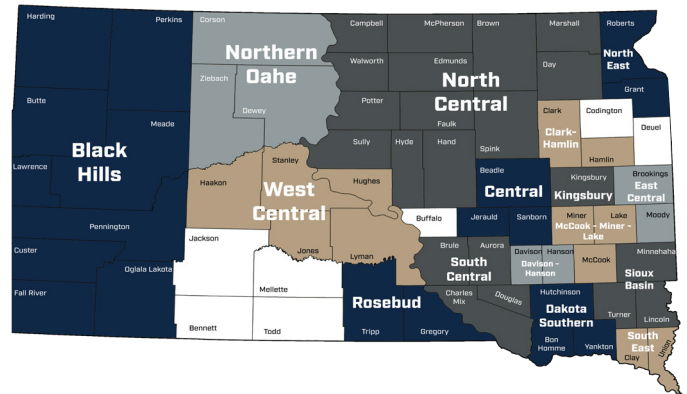 Harding
Perkins
Corson
Campbell
McPherson
Brown
Marshall
Roberts
Northern
Oahe
Walworth
Edmunds
Day
North
East
Ziebach
Dewey
North
Central
Grant
Butte
Meade
Potter
Faulk
Clark
Codington
Deuel
Black
Hills
Lawrence
Sully
Hyde
Hand
Spink
Clark-
Hamlin
Hamlin
Stanley
Beadle
Kingsbury
Brookings
Haakon
West
Central
Hughes
Central
Kingsbury
East
Central
Pennington
Buffalo
Jerauld
Sanborn
Miner
Lake
Moody
McCook - Miner -
Lake
Custer
Oglala Lakota
Jackson
Jones
Lyman
Brule
Aurora
Davison
Hanson
McCook
Minnehaha
South
Central
Davison -
Hanson
Sioux
Basin
Fall River
Mellette
Rosebud
Charles
Mix
Douglas
Hutchinson
Dakota
Southern
Turner
Lincoln
Bennett
Todd
Tripp
Gregory
Bon
Homme
Yankton
South
East
Clay
Union